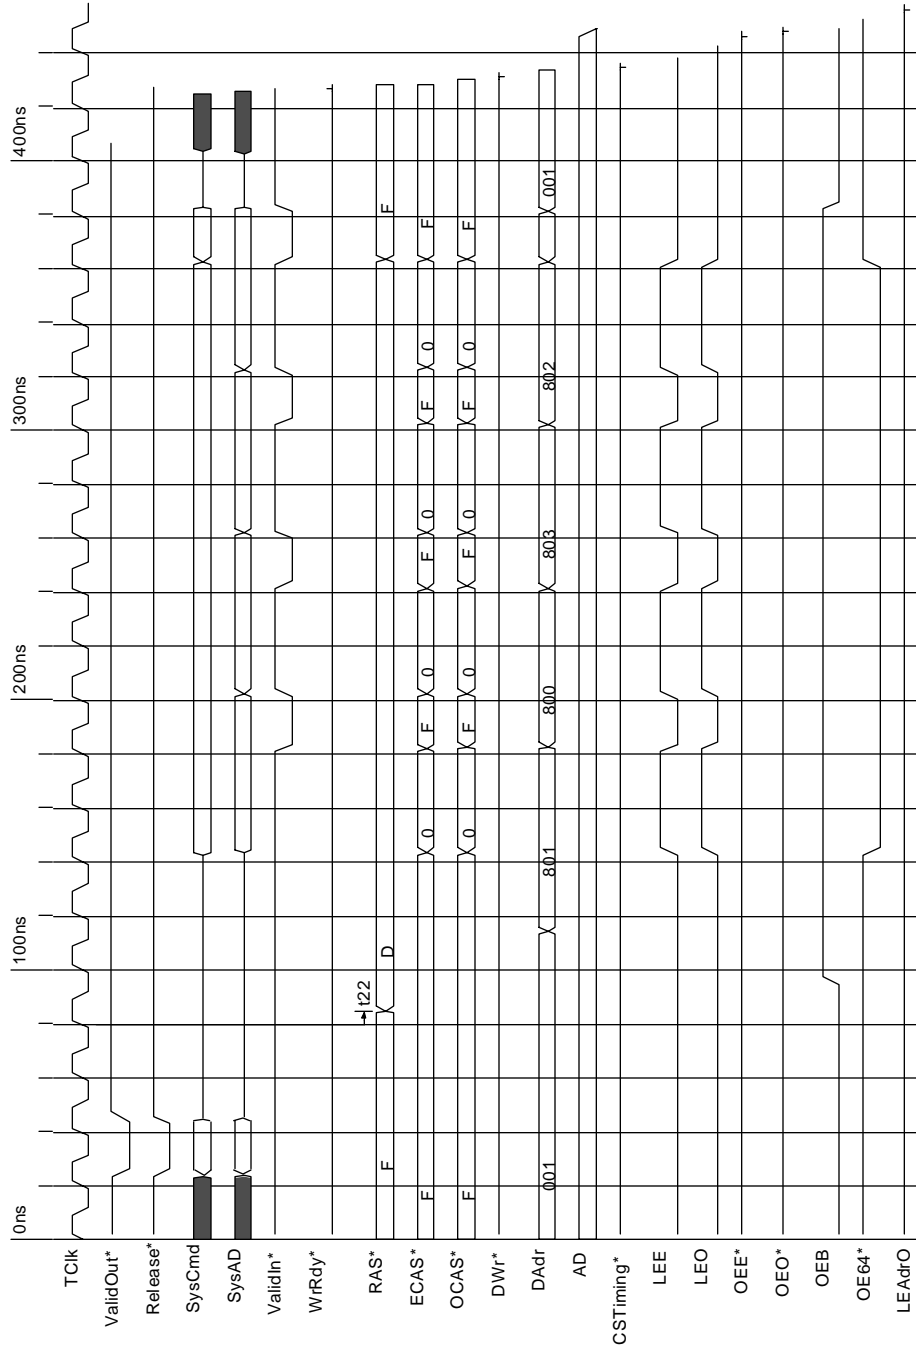 0ns 100ns 200ns 300ns 400ns
TClk
ValidOut*
Release*
SysCmd
SysAD
ValidIn*
WrRdy*
t22
RAS* F D F
ECAS* F 0 F 0 F 0 F 0 F
OCAS* F 0 F 0 F 0 F 0 F
DWr*
DAdr 001 801 800 803 802 001
AD
CSTiming*
LEE
LEO
OEE*
OEO*
OEB
OE64*
LEAdrO